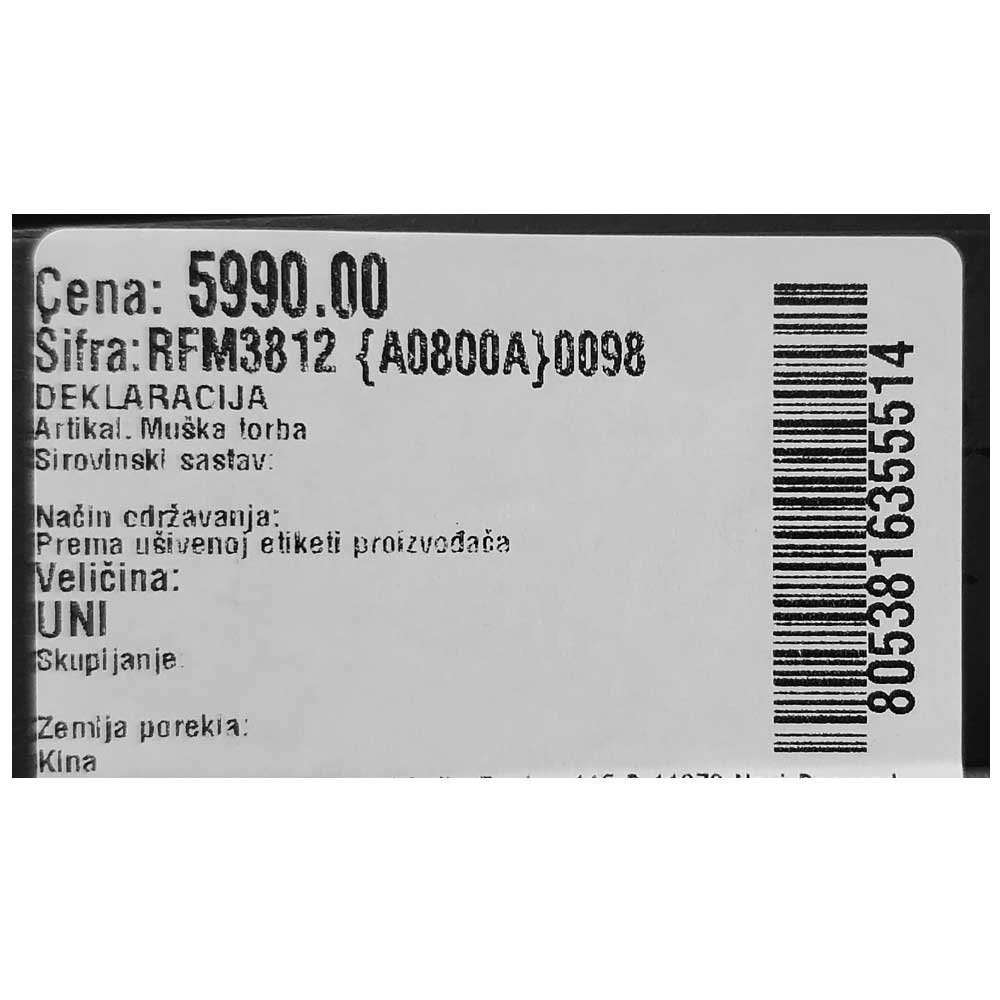 Cena: 5990.00
Šifra:RFM3812 {A0800A}0098
DEKLARACIJA
Artikal. Muška torba
Sirovinski sastav:
Način održavanja:
Prema ušivenoj etiketi proizvođača
Veličina:
UNI
Skupljanje
Zemlja porekla:
Kina
8053816355514